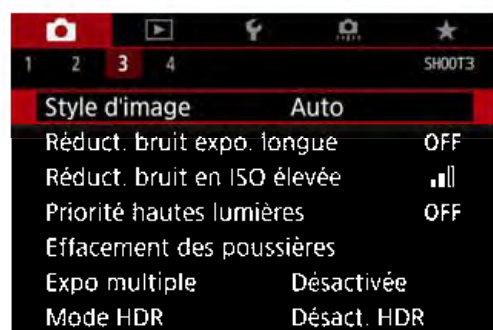 1 2 3 4 SHOOT3
Style d'image Auto
Réduct. bruit expo. longue OFF
Réduct. bruit en ISO élevée
Priorité hautes lumières OFF
Effacement des poussières
Expo multiple Désactivée
Mode HDR Désact. HDR